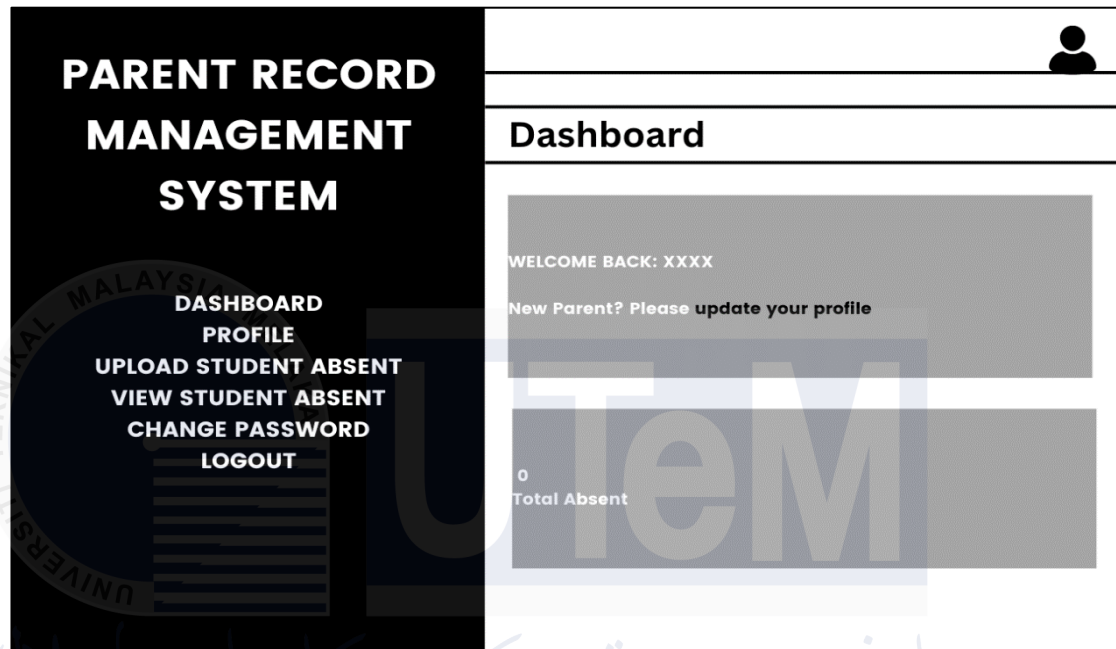 PARENT RECORD
MANAGEMENT
SYSTEM
DASHBOARD
PROFILE
UPLOAD STUDENT ABSENT
VIEW STUDENT ABSENT
CHANGE PASSWORD
LOGOUT
Dashboard
WELCOME BACK: XXXX
New Parent? Please update your profile
0
Total Absent
UTeM
MALAYSIA